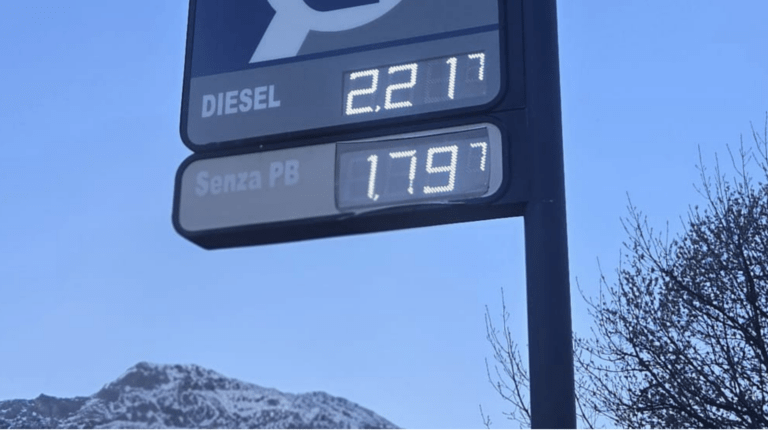 DIESEL 2.217
Senza PB 1.797